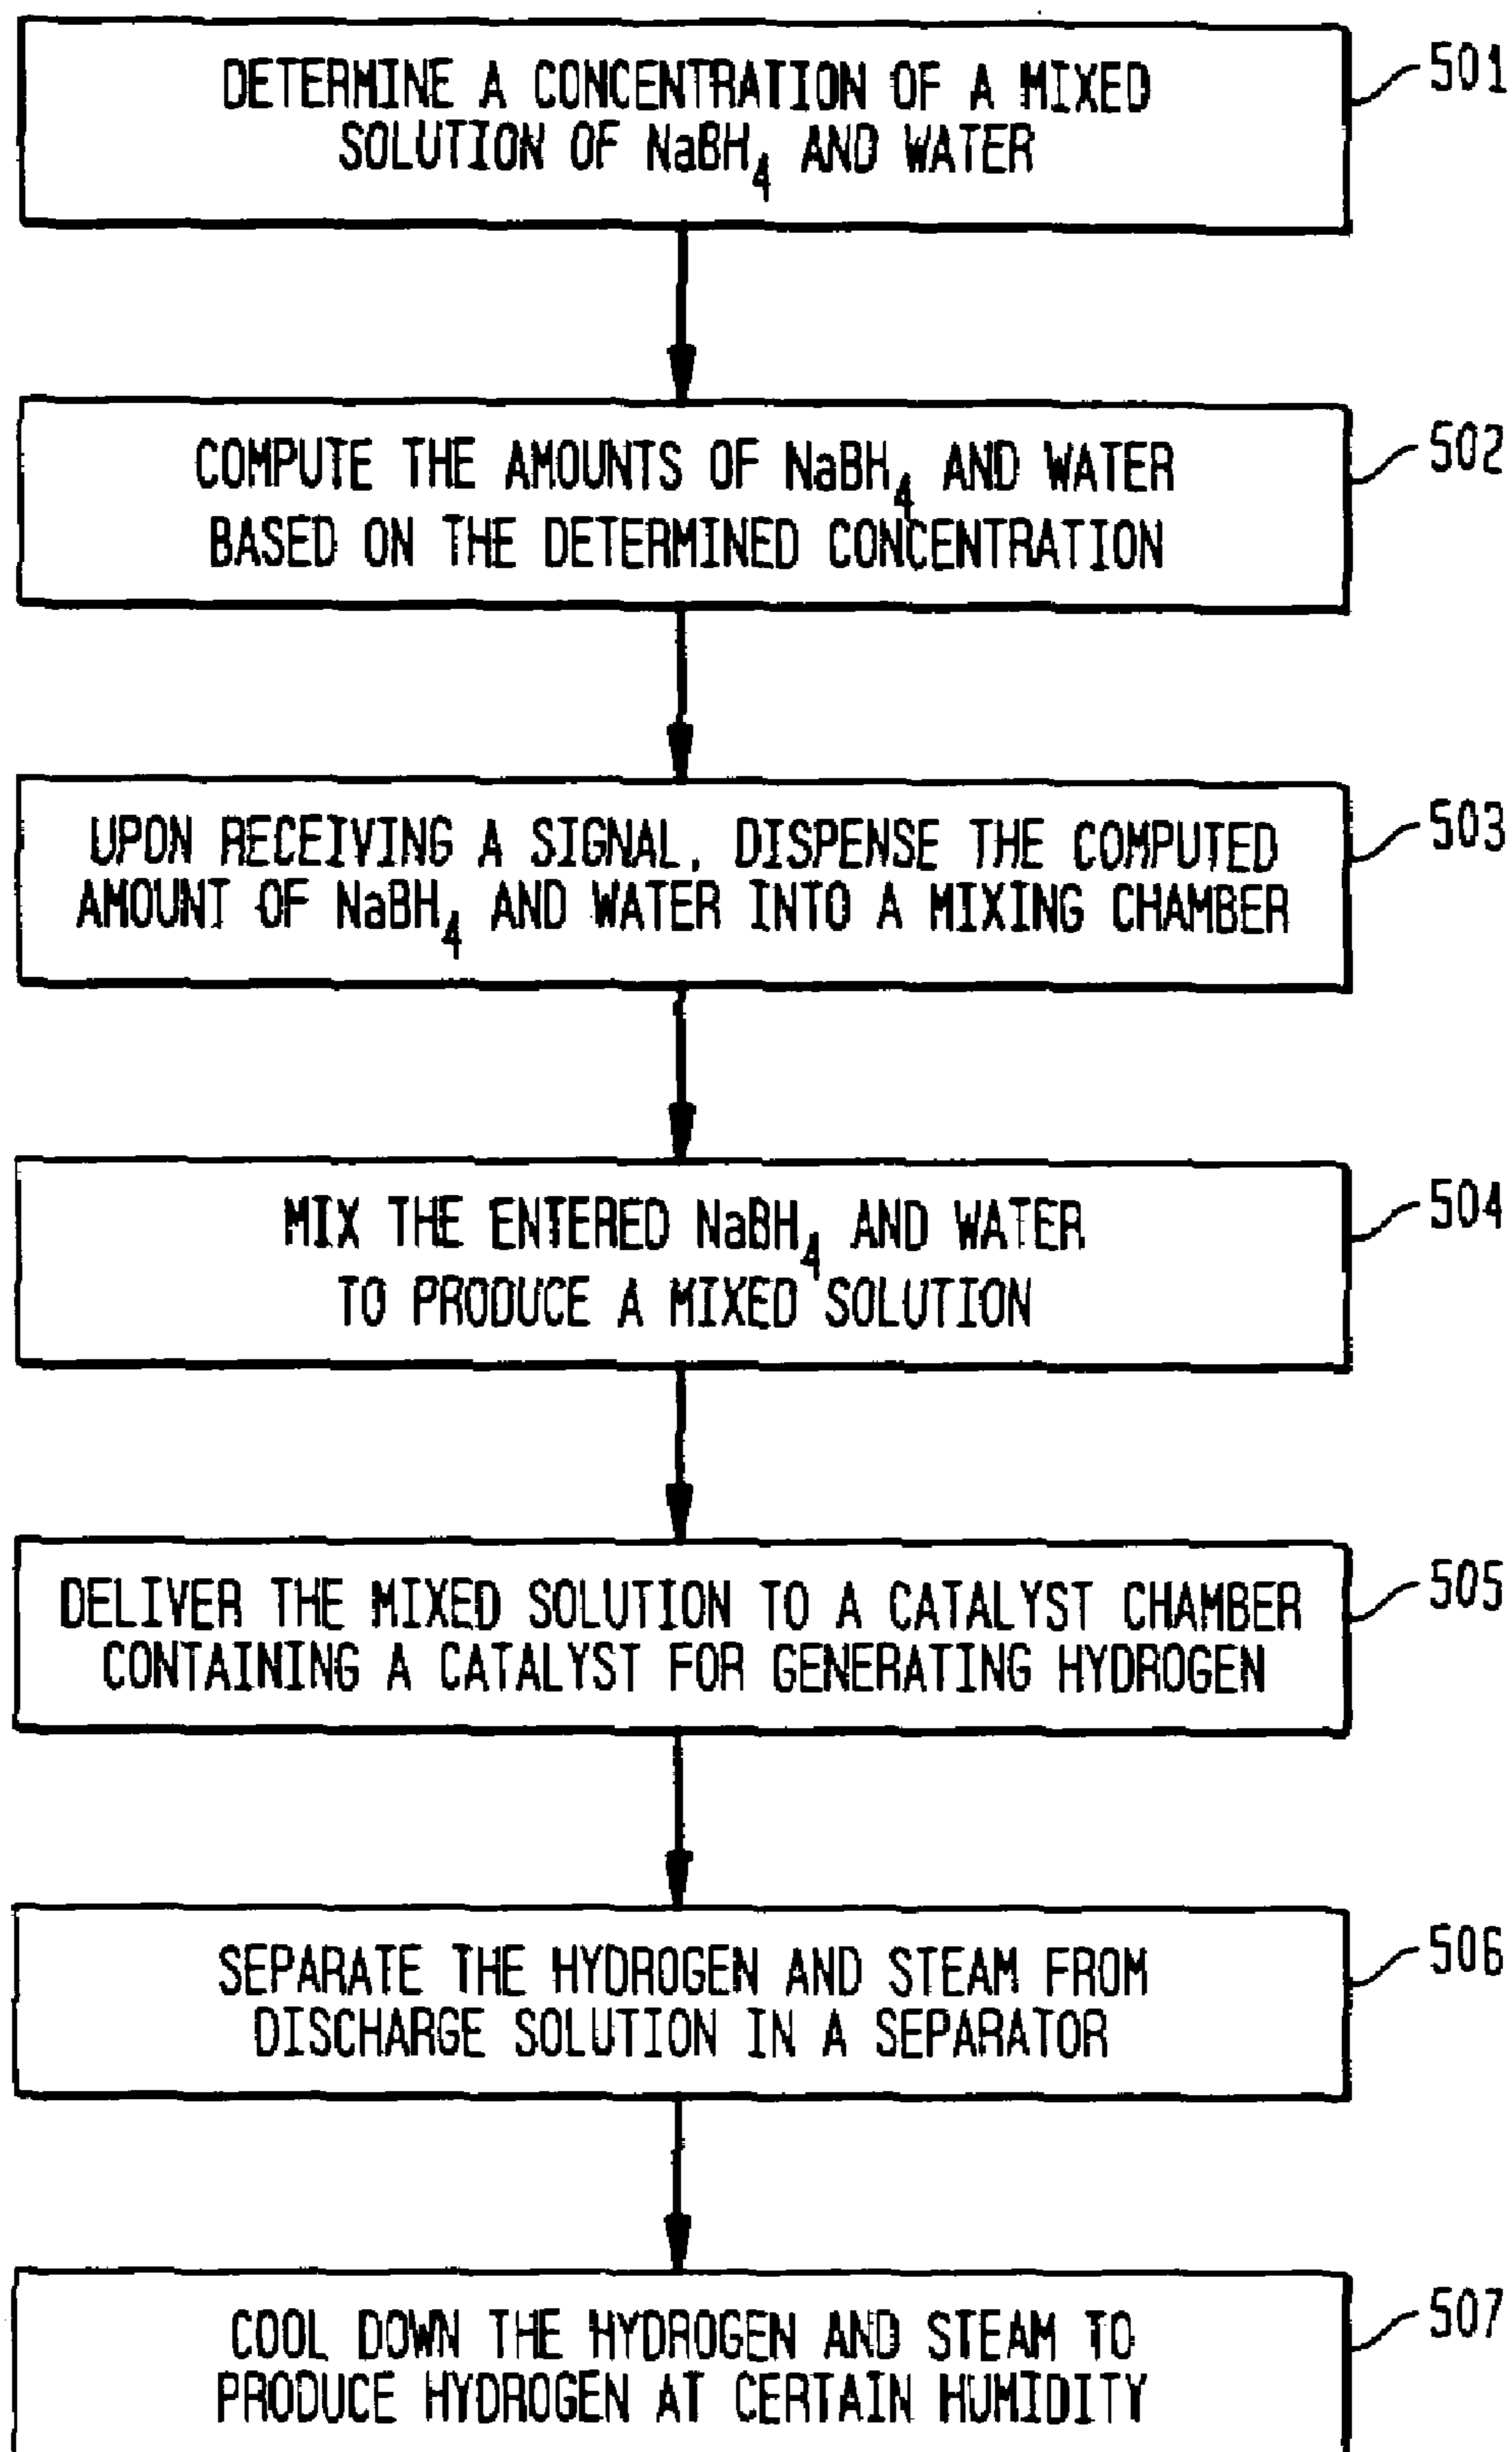 DETERMINE A CONCENTRATION OF A MIXED
SOLUTION OF NaBH4 AND WATER
501
COMPUTE THE AMOUNTS OF NaBH4 AND WATER
BASED ON THE DETERMINED CONCENTRATION
502
UPON RECEIVING A SIGNAL, DISPENSE THE COMPUTED
AMOUNT OF NaBH4 AND WATER INTO A MIXING CHAMBER
503
MIX THE ENTERED NaBH4 AND WATER
TO PRODUCE A MIXED SOLUTION
504
DELIVER THE MIXED SOLUTION TO A CATALYST CHAMBER
CONTAINING A CATALYST FOR GENERATING HYDROGEN
505
SEPARATE THE HYDROGEN AND STEAM FROM
DISCHARGE SOLUTION IN A SEPARATOR
506
COOL DOWN THE HYDROGEN AND STEAM TO
PRODUCE HYDROGEN AT CERTAIN HUMIDITY
507